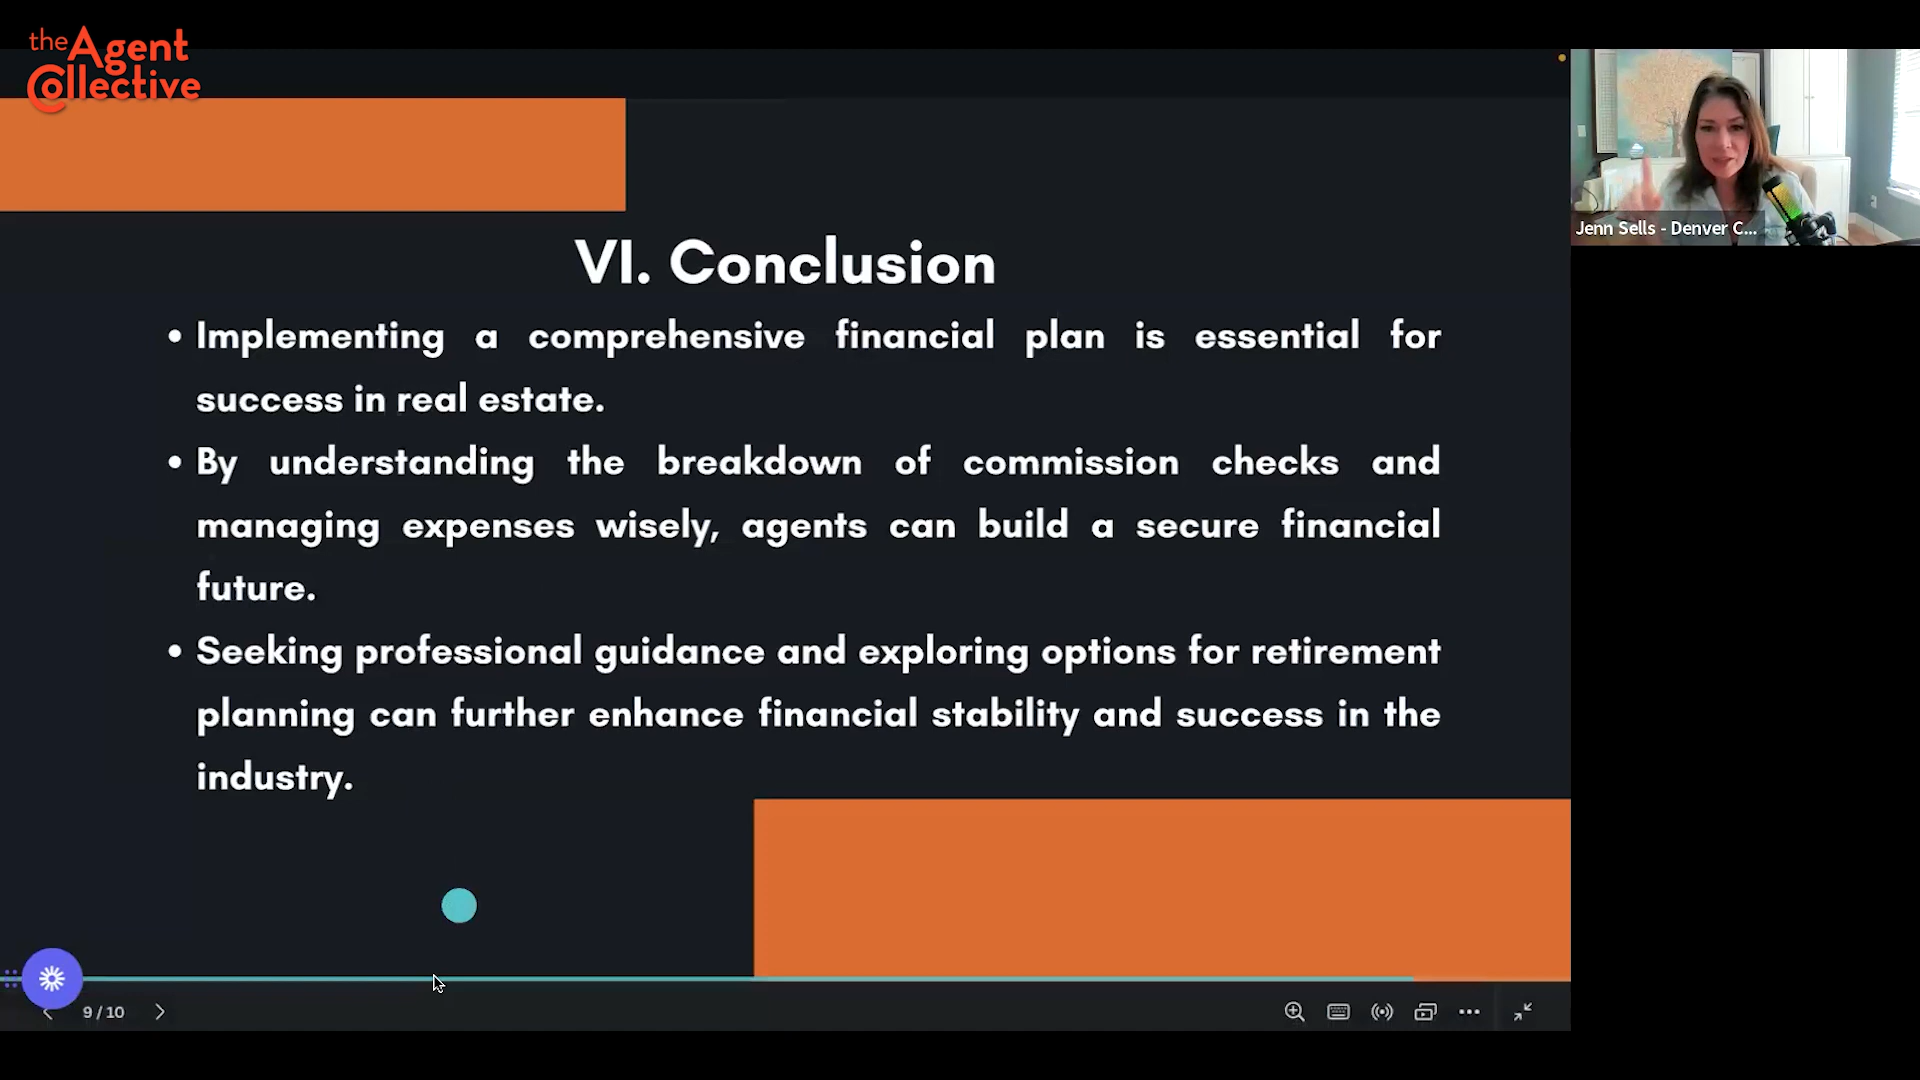 the Agent
Collective
VI. Conclusion
• Implementing a comprehensive financial plan is essential for
success in real estate.
• By understanding the breakdown of commission checks and
managing expenses wisely, agents can build a secure financial
future.
• Seeking professional guidance and exploring options for retirement
planning can further enhance financial stability and success in the
industry.
Jenn Sells - Denver C...
9 / 10